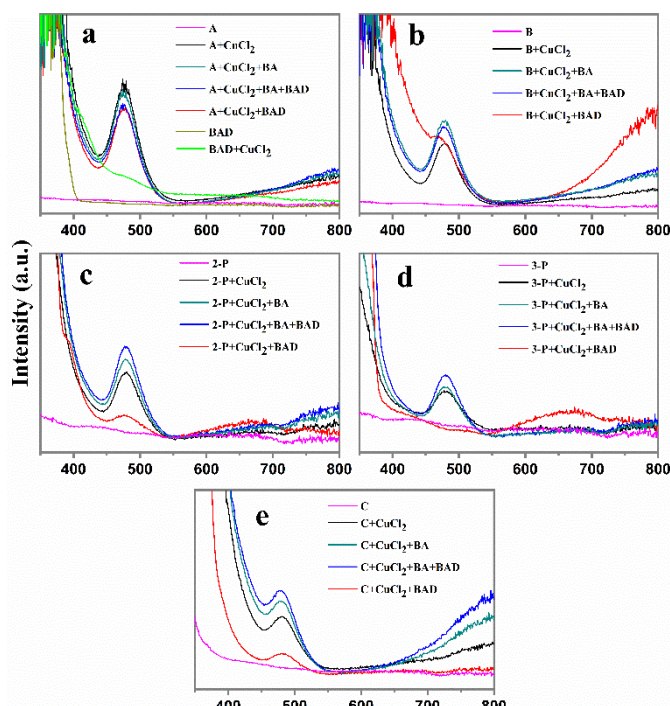 a
A
A+CuCl2
A+CuCl2+BA
A+CuCl2+BA+BAD
A+CuCl2+BAD
BAD
BAD+CuCl2
400 500 600 700 800
b
B
B+CuCl2
B+CuCl2+BA
B+CuCl2+BA+BAD
B+CuCl2+BAD
400 500 600 700 800
Intensity (a.u.)
c
2-P
2-P+CuCl2
2-P+CuCl2+BA
2-P+CuCl2+BA+BAD
2-P+CuCl2+BAD
400 500 600 700 800
d
3-P
3-P+CuCl2
3-P+CuCl2+BA
3-P+CuCl2+BA+BAD
3-P+CuCl2+BAD
400 500 600 700 800
e
C
C+CuCl2
C+CuCl2+BA
C+CuCl2+BA+BAD
C+CuCl2+BAD
400 500 600 700 800